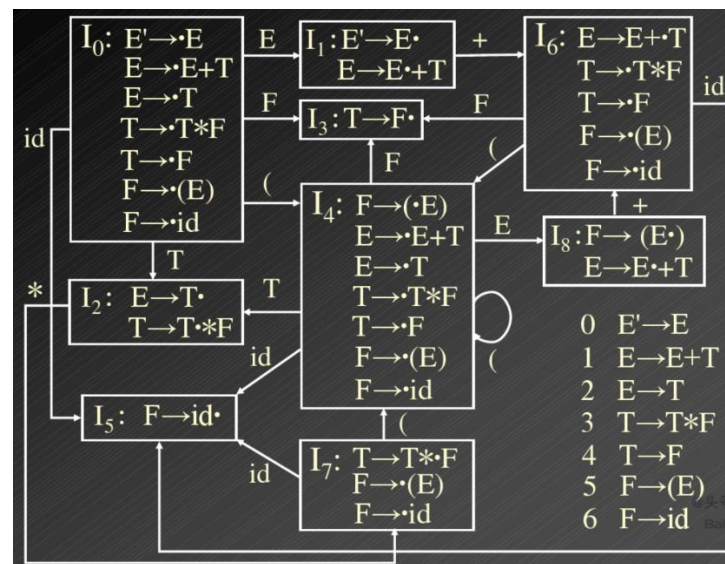 I0: E'→·E
E→·E+T
E→·T
T→·T*F
T→·F
F→·(E)
F→·id
E
I1: E'→E·
E→E·+T
+
I6: E→E+·T
T→·T*F
T→·F
F→·(E)
F→·id
id
F
I3: T→F·
F
id
(
F
(
I4: F→(·E)
E→·E+T
E→·T
T→·T*F
T→·F
F→·(E)
F→·id
E
+
I8: F→ (E·)
E→E·+T
T
*
I2: E→T·
T→T·*F
T
(
id
I5: F→id·
(
id
I7: T→T*·F
F→·(E)
F→·id
0 E'→E
1 E→E+T
2 E→T
3 T→T*F
4 T→F
5 F→(E)
6 F→id